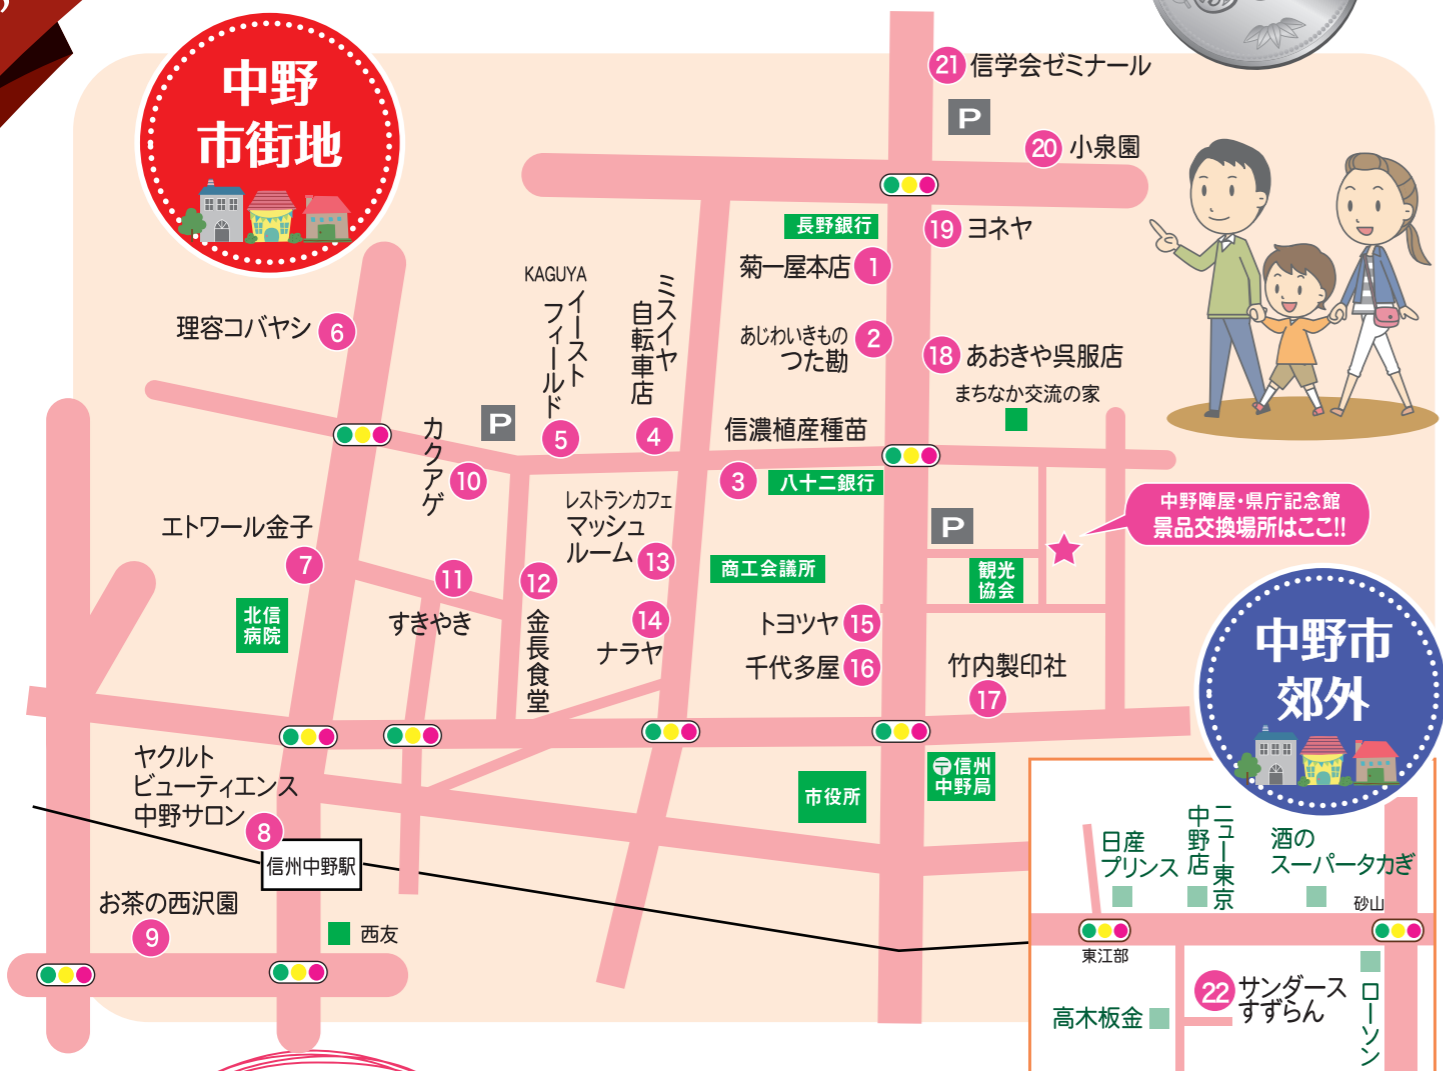 中野
市街地
21 信学会ゼミナール
P
20 小泉園
長野銀行
19 ヨネヤ
菊一屋本店 1
KAGUYA
イースト
フィールド
5
ミスイヤ
自転車店
4
理容コバヤシ 6
あじわいきもの
つた勘
2
18 あおきや呉服店
まちなか交流の家
P
カクアゲ
10
信濃植産種苗
3
八十二銀行
中野陣屋・県庁記念館
景品交換場所はここ!!
レストランカフェ
マッシュ
ルーム 13
P
エトワール金子
7
商工会議所
観光
協会
11
すきやき
12
金長食堂
北信
病院
14
ナラヤ
トヨツヤ 15
千代多屋 16
竹内製印社
17
中野市
郊外
ヤクルト
ビューティエンス
中野サロン
8
信州中野駅
市役所
〒信州
中野局
お茶の西沢園
9
西友
日産
プリンス
ニュー東京
中野店
酒の
スーパータカぎ
砂山
東江部
22 サンダース
すずらん
高木板金
ローソン